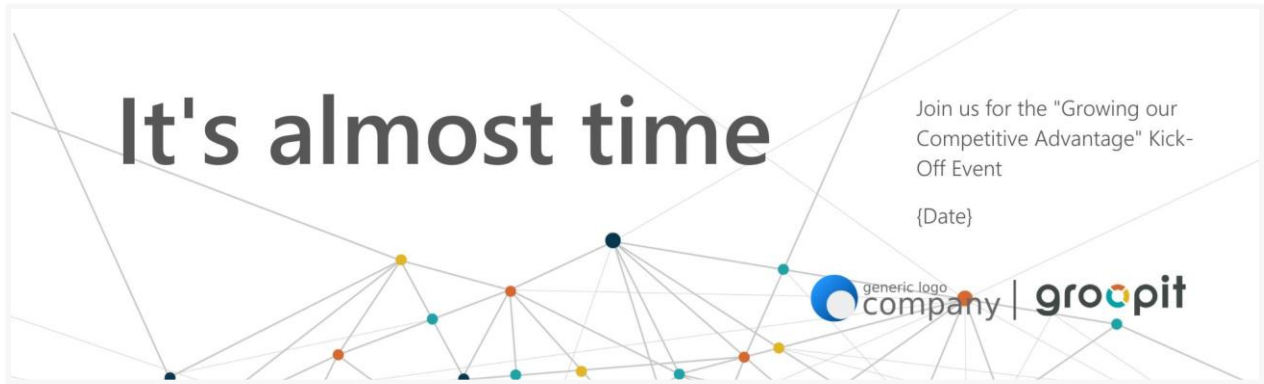 It's almost time
Join us for the "Growing our
Competitive Advantage" Kick-
Off Event
{Date}
generic logo
company
groopit